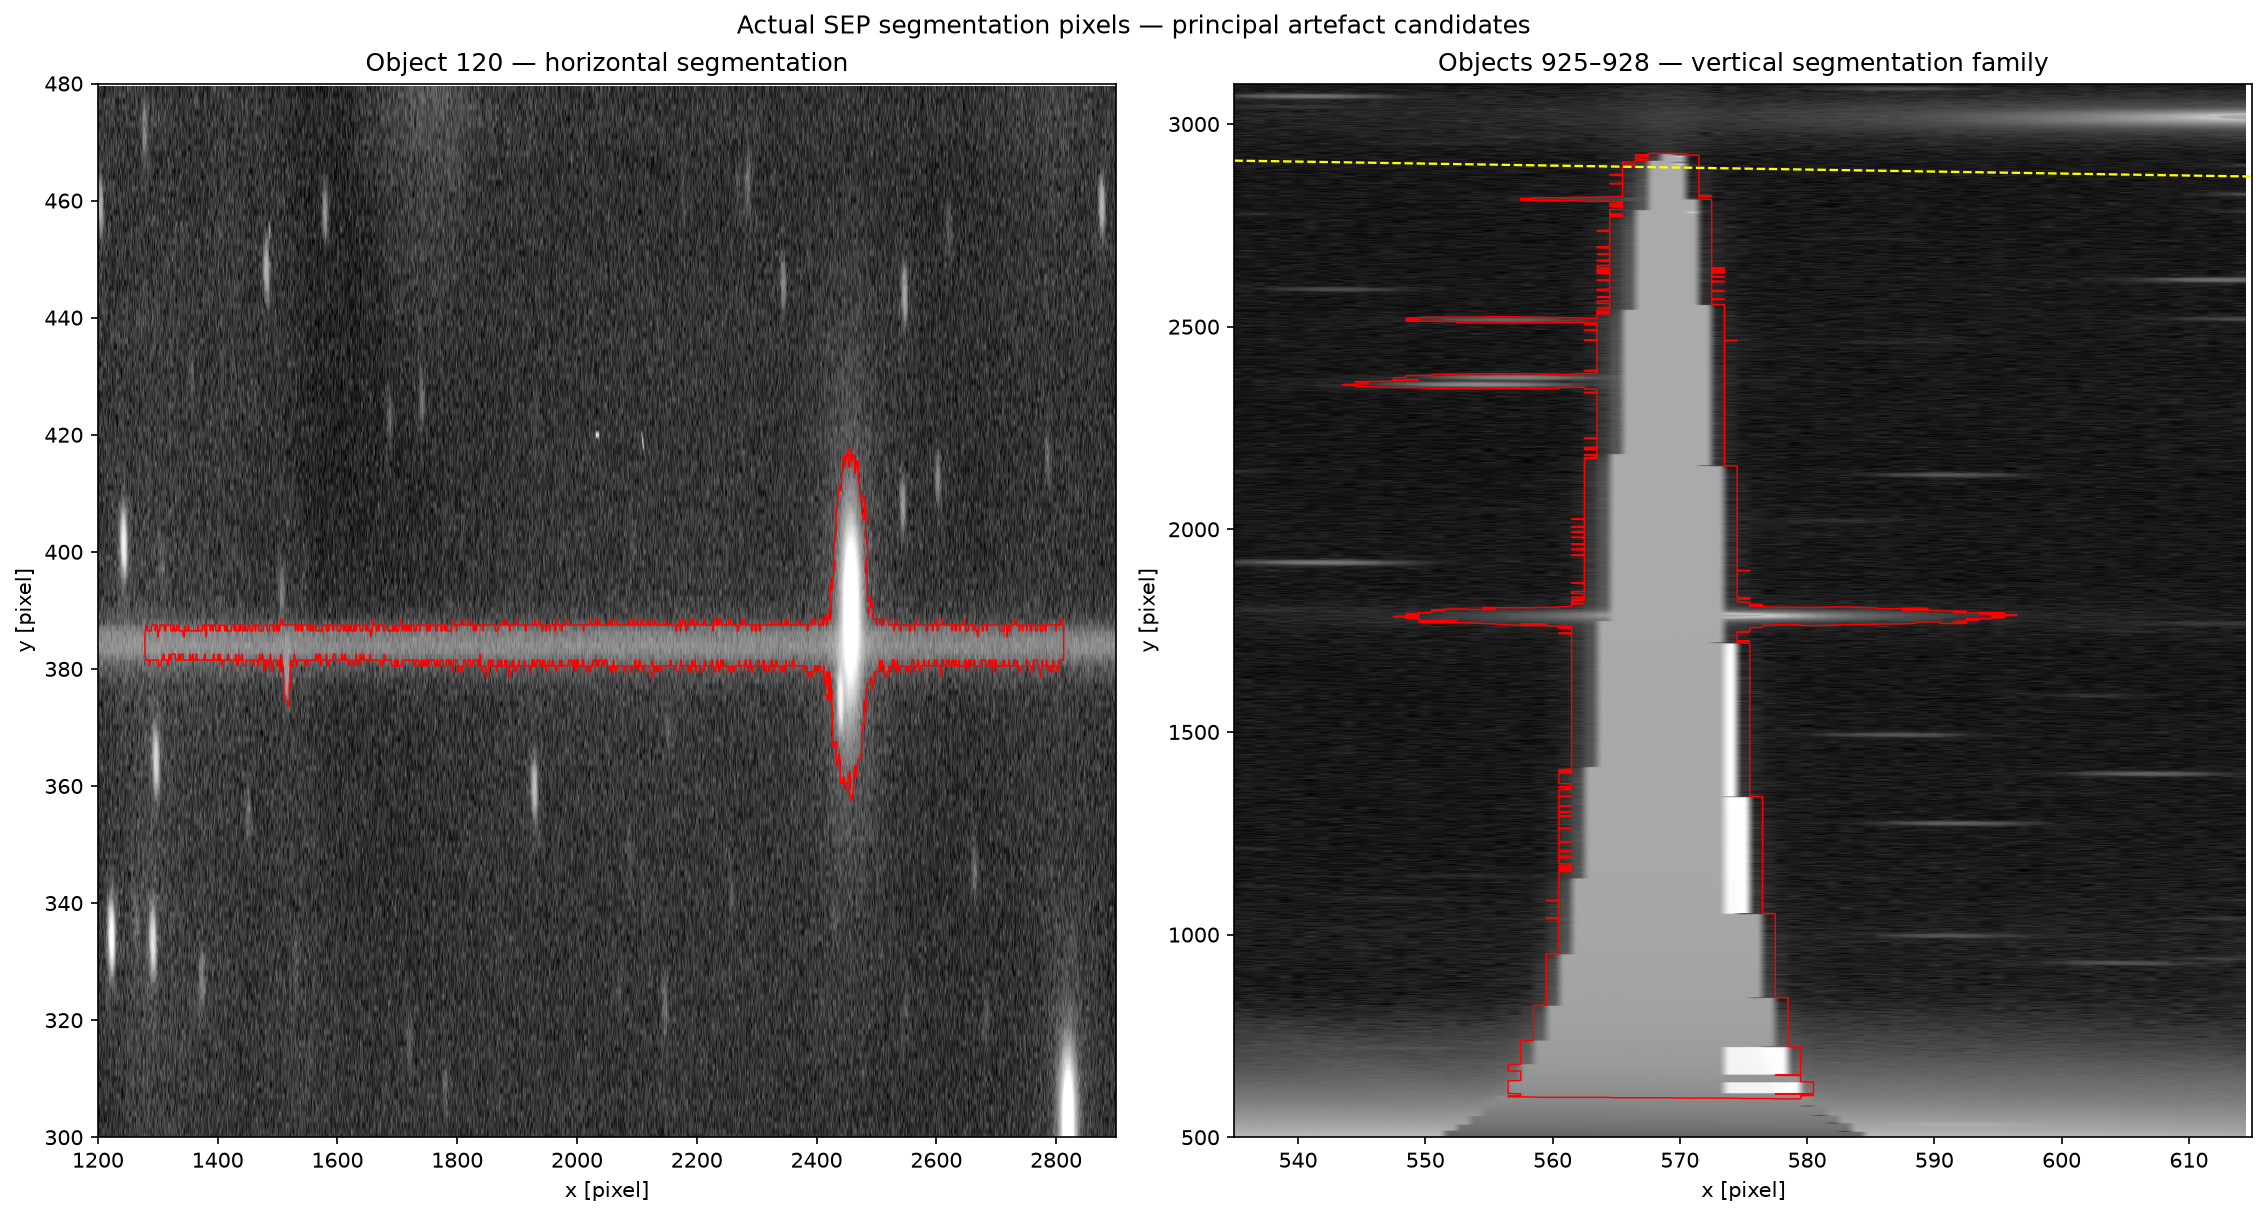 Actual SEP segmentation pixels — principal artefact candidates
Object 120 — horizontal segmentation
480
460
440
420
400
380
360
340
320
300
y [pixel]
1200 1400 1600 1800 2000 2200 2400 2600 2800
x [pixel]
Objects 925–928 — vertical segmentation family
3000
2500
2000
1500
1000
500
y [pixel]
540 550 560 570 580 590 600 610
x [pixel]